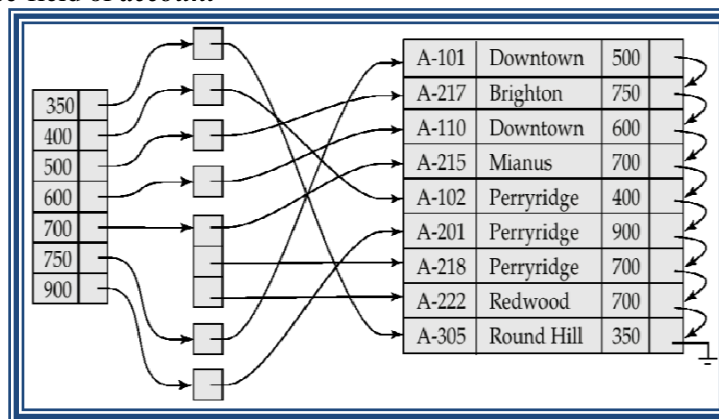 field of account
350
400
500
600
700
750
900
A-101 Downtown 500
A-217 Brighton 750
A-110 Downtown 600
A-215 Mianus 700
A-102 Perryridge 400
A-201 Perryridge 900
A-218 Perryridge 700
A-222 Redwood 700
A-305 Round Hill 350